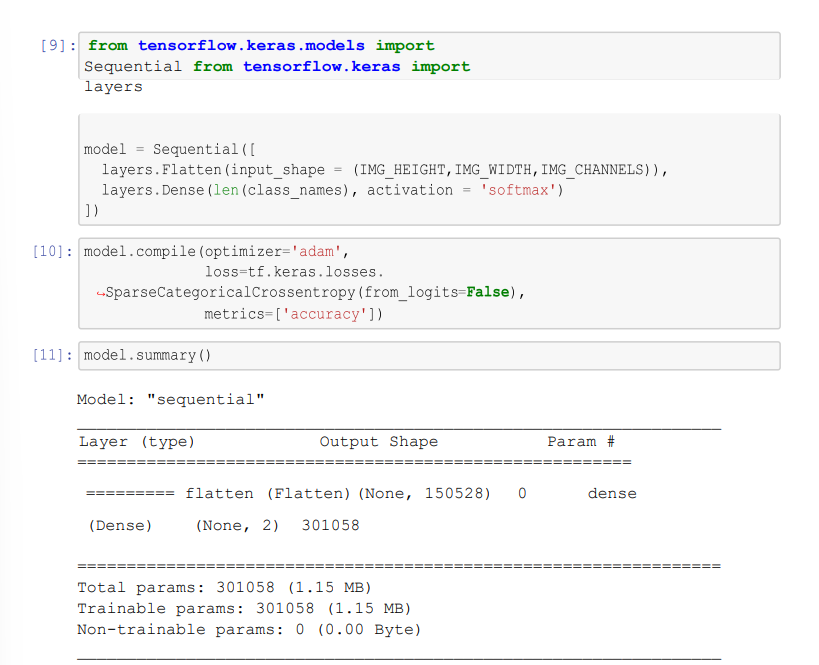 [9]: from tensorflow.keras.models import
Sequential from tensorflow.keras import
layers
model = Sequential([
layers.Flatten(input_shape = (IMG_HEIGHT,IMG_WIDTH,IMG_CHANNELS)),
layers.Dense(len(class_names), activation = 'softmax')
])
[10]: model.compile(optimizer='adam',
loss=tf.keras.losses.
↪SparseCategoricalCrossentropy(from_logits=False),
metrics=['accuracy'])
[11]: model.summary()
Model: "sequential"
_________________________________________________________________
Layer (type) Output Shape Param #
========================================================
========= flatten (Flatten) (None, 150528) 0 dense
(Dense) (None, 2) 301058
=================================================================
Total params: 301058 (1.15 MB)
Trainable params: 301058 (1.15 MB)
Non-trainable params: 0 (0.00 Byte)
_________________________________________________________________